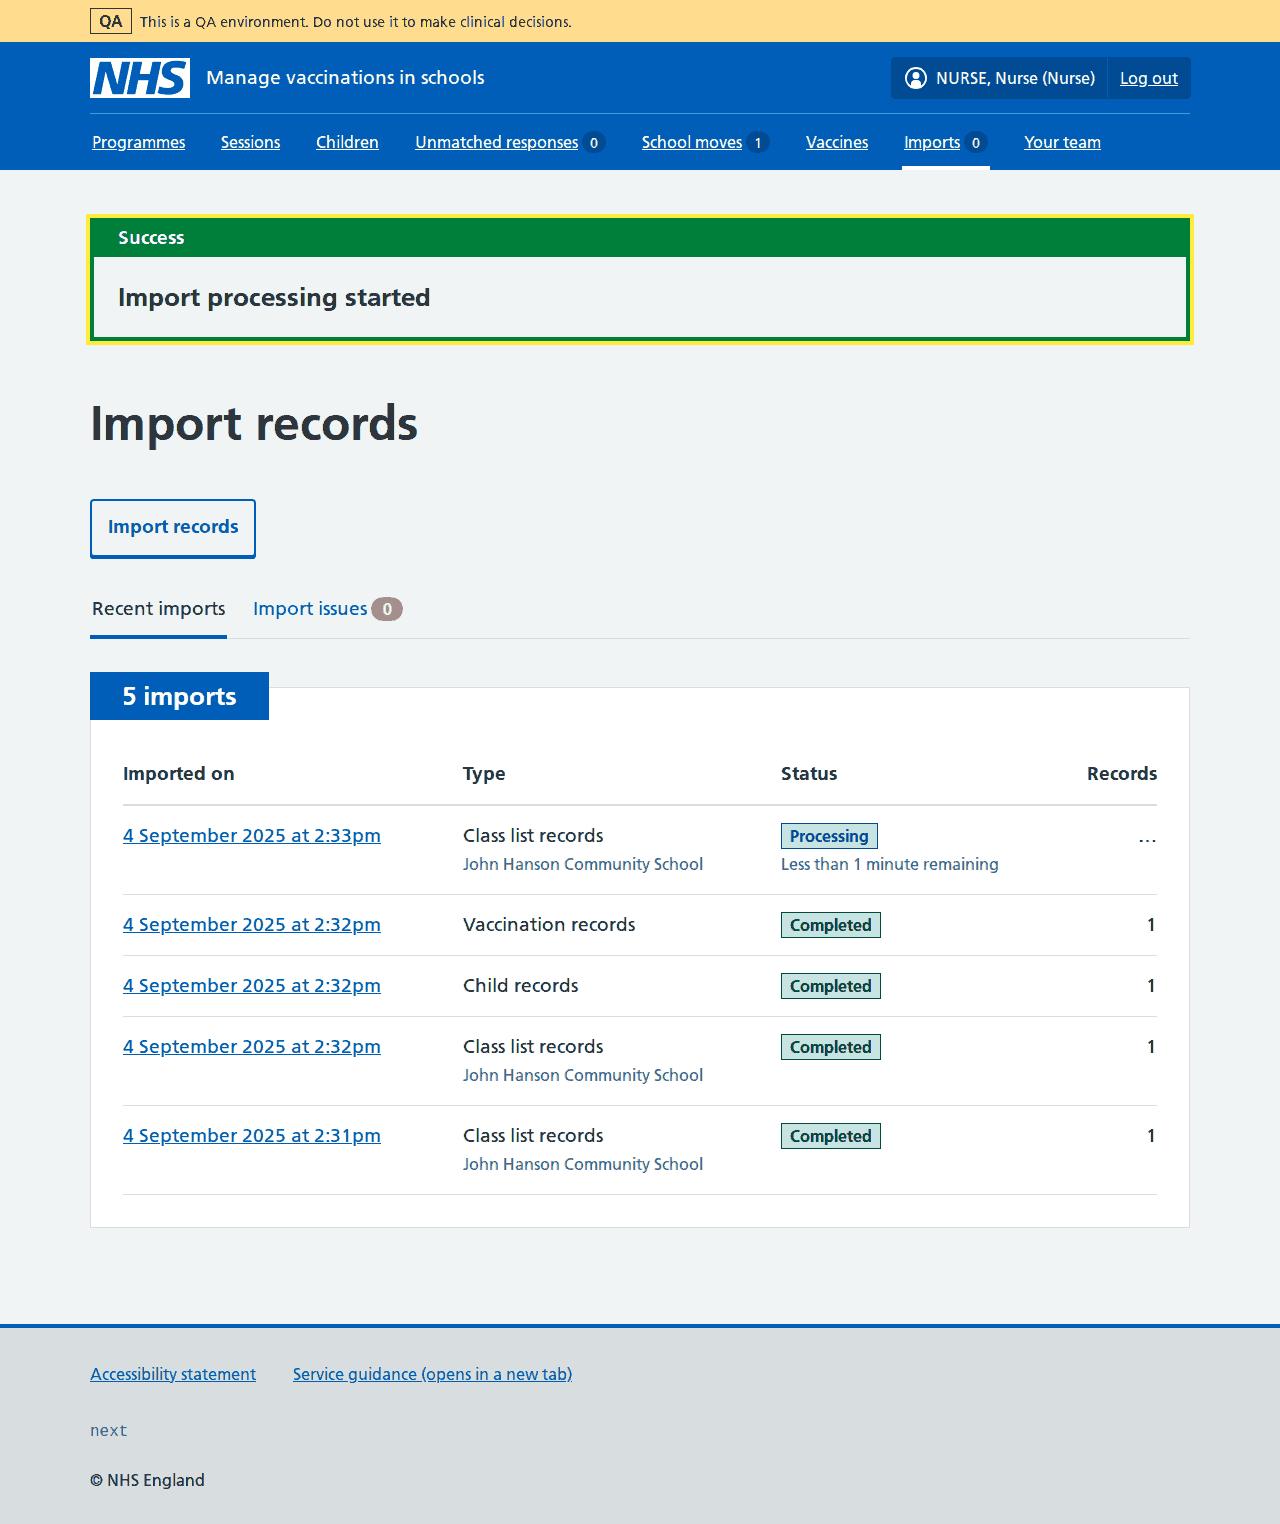 QA This is a QA environment. Do not use it to make clinical decisions.
NHS Manage vaccinations in schools NURSE, Nurse (Nurse) Log out
Programmes Sessions Children Unmatched responses 0 School moves 1 Vaccines Imports 0 Your team
Success
Import processing started
Import records
Import records
Recent imports Import issues 0
5 imports
Imported on Type Status Records
4 September 2025 at 2:33pm Class list records Processing ...
John Hanson Community School Less than 1 minute remaining
4 September 2025 at 2:32pm Vaccination records Completed 1
4 September 2025 at 2:32pm Child records Completed 1
4 September 2025 at 2:32pm Class list records Completed 1
John Hanson Community School
4 September 2025 at 2:31pm Class list records Completed 1
John Hanson Community School
Accessibility statement Service guidance (opens in a new tab)
next
© NHS England